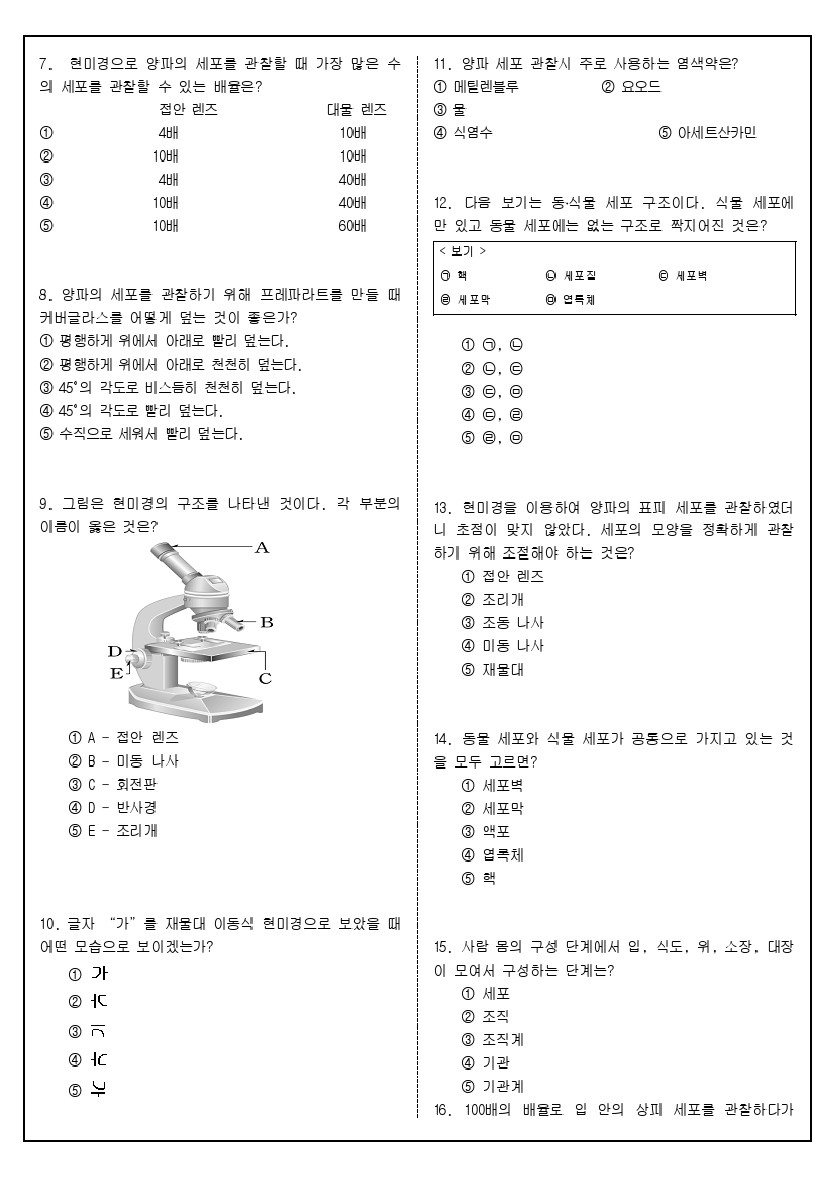 7. 현미경으로 양파의 세포를 관찰할 때 가장 많은 수
의 세포를 관찰할 수 있는 배율은?
접안 렌즈 대물 렌즈
① 4배 10배
② 10배 10배
③ 4배 40배
④ 10배 40배
⑤ 10배 60배
8. 양파의 세포를 관찰하기 위해 프레파라트를 만들 때
커버글라스를 어떻게 덮는 것이 좋은가?
① 평행하게 위에서 아래로 빨리 덮는다.
② 평행하게 위에서 아래로 천천히 덮는다.
③ 45°의 각도로 비스듬히 천천히 덮는다.
④ 45°의 각도로 빨리 덮는다.
⑤ 수직으로 세워서 빨리 덮는다.
9. 그림은 현미경의 구조를 나타낸 것이다. 각 부분의
이름이 옳은 것은?
A
B
D
E
C
① A - 접안 렌즈
② B - 미동 나사
③ C - 회전판
④ D - 반사경
⑤ E - 조리개
10. 글자 “가”를 재물대 이동식 현미경으로 보았을 때
어떤 모습으로 보이겠는가?
① 가
②
③
④
⑤
11. 양파 세포 관찰시 주로 사용하는 염색약은?
① 메틸렌블루 ② 요오드
③ 물
④ 식염수 ⑤ 아세트산카민
12. 다음 보기는 동·식물 세포 구조이다. 식물 세포에
만 있고 동물 세포에는 없는 구조로 짝지어진 것은?
< 보기 >
㉠ 핵 ㉡ 세포질 ㉢ 세포벽
㉣ 세포막 ㉤ 엽록체
① ㉠, ㉡
② ㉡, ㉢
③ ㉢, ㉤
④ ㉢, ㉣
⑤ ㉣, ㉤
13. 현미경을 이용하여 양파의 표피 세포를 관찰하였더
니 초점이 맞지 않았다. 세포의 모양을 정확하게 관찰
하기 위해 조절해야 하는 것은?
① 접안 렌즈
② 조리개
③ 조동 나사
④ 미동 나사
⑤ 재물대
14. 동물 세포와 식물 세포가 공통으로 가지고 있는 것
을 모두 고르면?
① 세포벽
② 세포막
③ 액포
④ 엽록체
⑤ 핵
15. 사람 몸의 구성 단계에서 입, 식도, 위, 소장, 대장
이 모여서 구성하는 단계는?
① 세포
② 조직
③ 조직계
④ 기관
⑤ 기관계
16. 100배의 배율로 입 안의 상피 세포를 관찰하다가